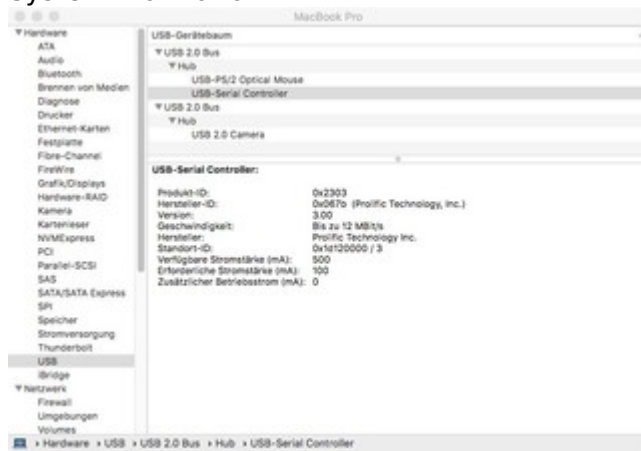 MacBook Pro
Hardware
ATA
Audio
Bluetooth
Brennen von Medien
Diagnose
Drucker
Ethernet-Karten
Festplatte
Fibre-Channel
FireWire
Grafik/Displays
Hardware-RAID
Kamera
Kartenleser
NVMExpress
PCI
Parallel-SCSI
SAS
SATA/SATA Express
SPI
Speicher
Stromversorgung
Thunderbolt
USB
iBridge
Netzwerk
Firewall
Umgebungen
Volumes
USB-Gerätebaum
USB 2.0 Bus
Hub
USB-PS/2 Optical Mouse
USB-Serial Controller
USB 2.0 Bus
Hub
USB 2.0 Camera
USB-Serial Controller:
Produkt-ID: 0x2303
Hersteller-ID: 0x067b (Prolific Technology, Inc.)
Version: 3.00
Geschwindigkeit: Bis zu 12 MBit/s
Hersteller: Prolific Technology Inc.
Standort-ID: 0x1d120000 / 3
Verfügbare Stromstärke (mA): 500
Erforderliche Stromstärke (mA): 100
Zusätzlicher Betriebsstrom (mA): 0
Hardware › USB › USB 2.0 Bus › Hub › USB-Serial Controller